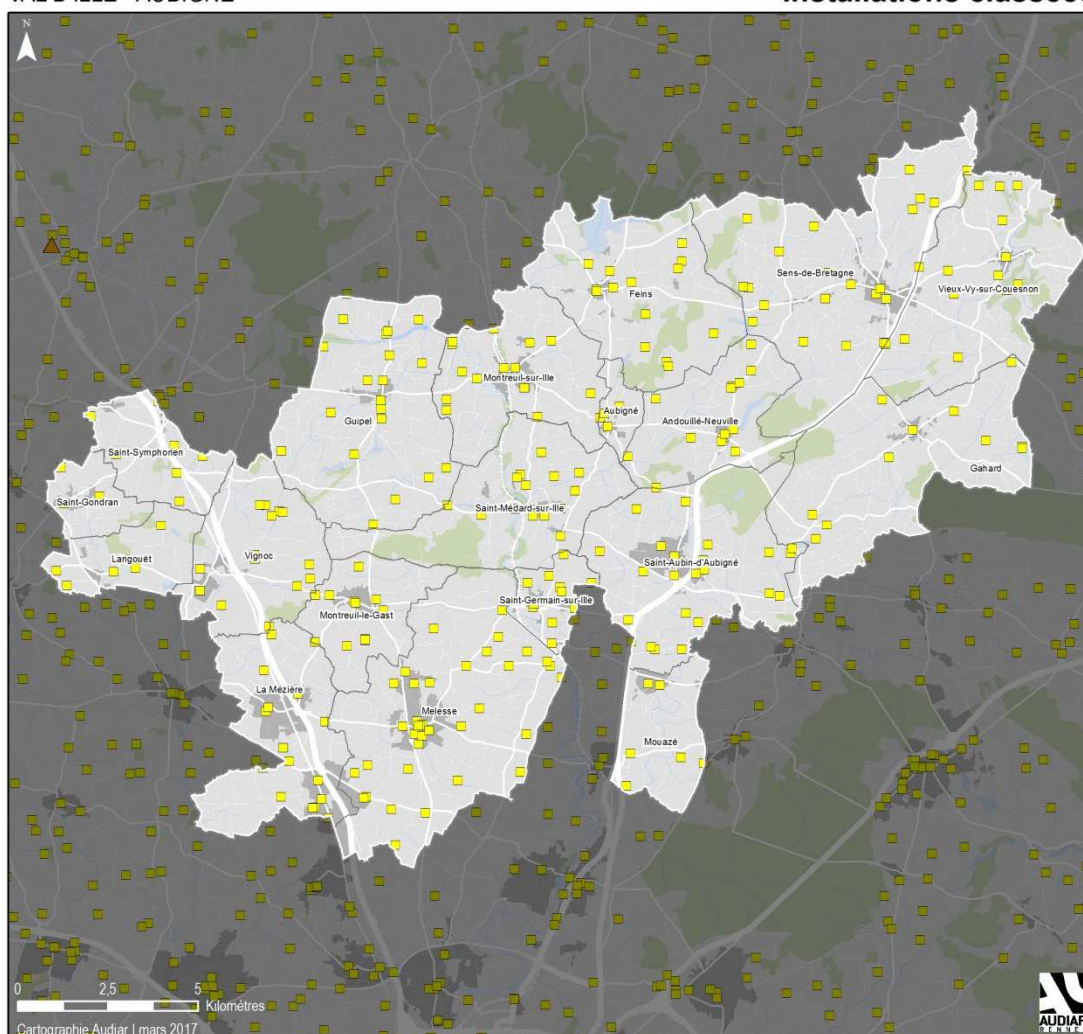 N
Sens-de-Bretagne
Vieux-Vy-sur-Couesnon
Feins
Montreuil-sur-Ille
Aubigné
Guipel
Andouillé-Neuville
Saint-Symphorien
Gahard
Saint-Gondran
Saint-Médard-sur-Ille
Langouët
Vignoc
Saint-Aubin-d'Aubigné
Saint-Germain-sur-Ille
Montreuil-le-Gast
La Mézière
Melesse
Mouazé
0 2,5 5
Kilomètres
Cartographie Audiar | mars 2017
AUDIAR
RENNES